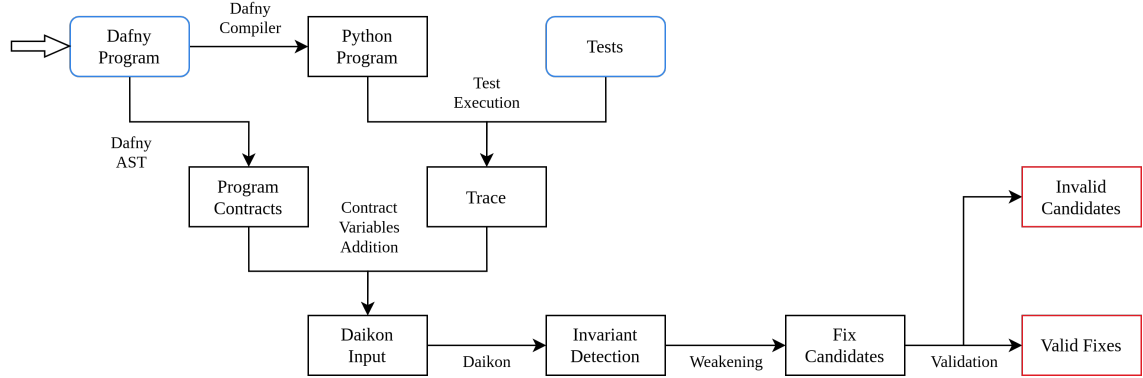 Dafny
Program
Dafny
Compiler
Python
Program
Tests
Test
Execution
Dafny
AST
Program
Contracts
Contract
Variables
Addition
Trace
Invalid
Candidates
Daikon
Input
Daikon
Invariant
Detection
Weakening
Fix
Candidates
Validation
Valid Fixes